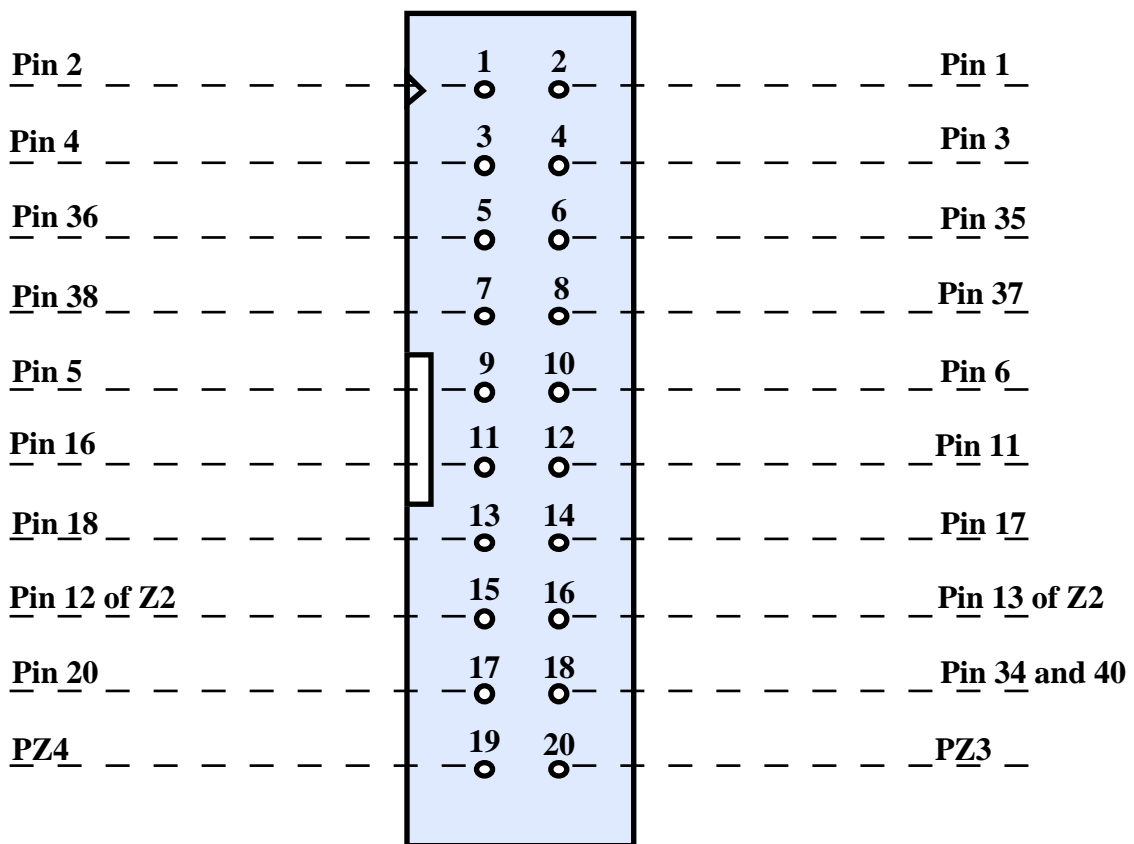 Pin 2 1 2 Pin 1
Pin 4 3 4 Pin 3
Pin 36 5 6 Pin 35
Pin 38 7 8 Pin 37
Pin 5 9 10 Pin 6
Pin 16 11 12 Pin 11
Pin 18 13 14 Pin 17
Pin 12 of Z2 15 16 Pin 13 of Z2
Pin 20 17 18 Pin 34 and 40
PZ4 19 20 PZ3